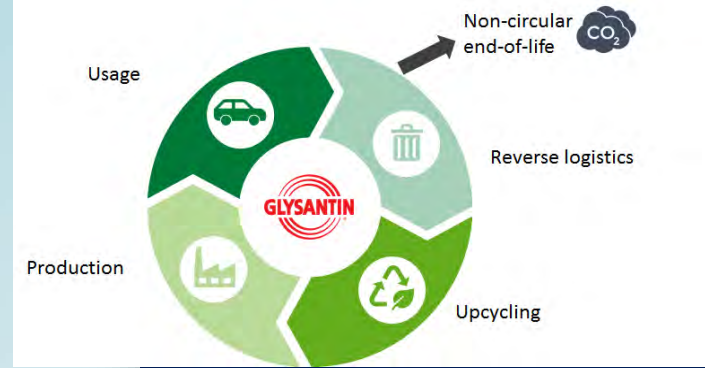 Non-circular
end-of-life
CO2
Usage
Reverse logistics
GLYSANTIN
Production
Upcycling